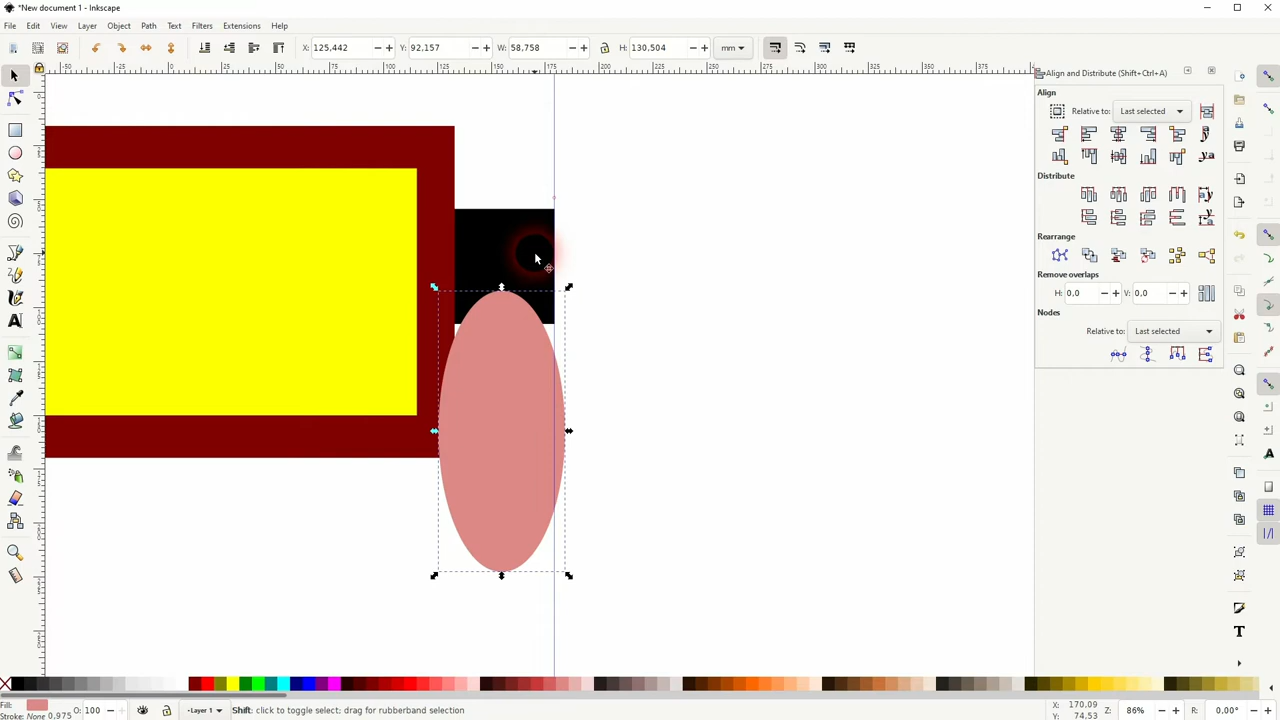 *New document 1 - Inkscape
File Edit View Layer Object Path Text Filters Extensions Help
X: 125.442 Y: 92.157 W: 58.758 H: 130.504 mm
Align and Distribute (Shift+Ctrl+A)
Align
Relative to: Last selected
Distribute
Rearrange
Remove overlaps
H: 0.0 V: 0.0
Nodes
Relative to: Last selected
Fill:
Stroke: None 0.975
O: 100
Layer 1
Shift: click to toggle select; drag for rubberband selection
X: 170.09
Y: 74.53
Z: 86%
R: 0.00°